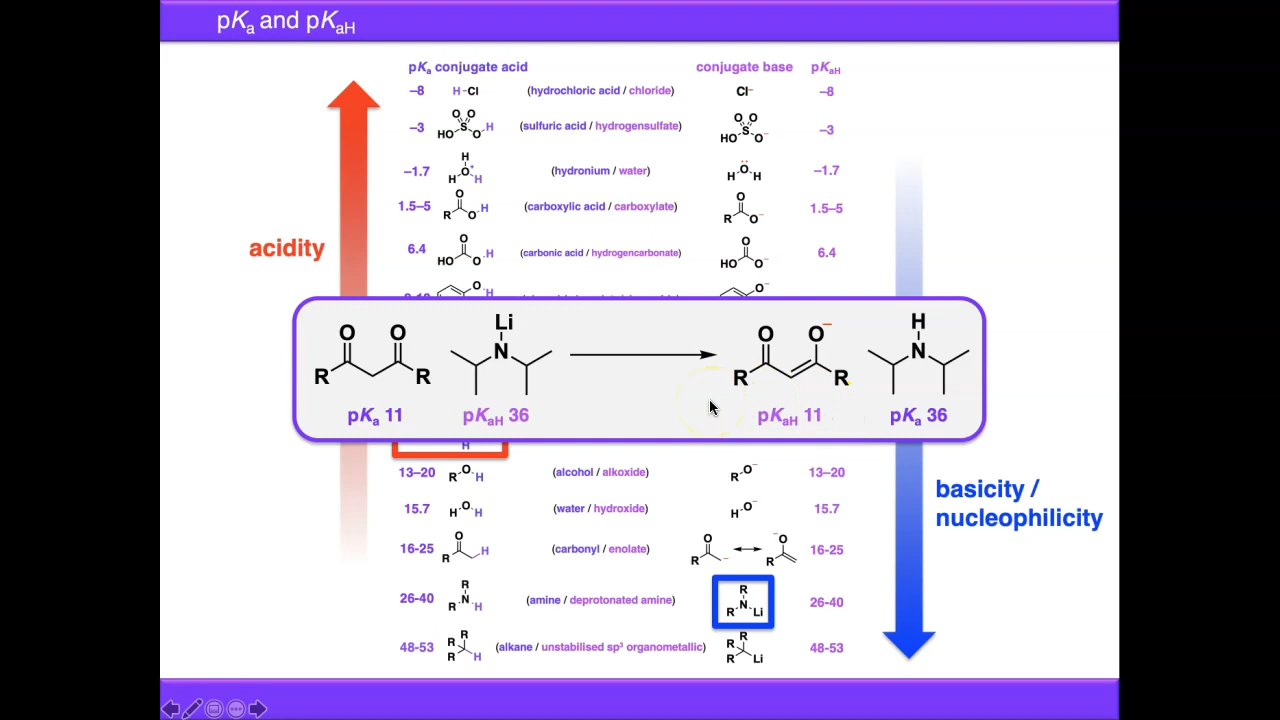 pKa and pKaH
pKa conjugate acid conjugate base pKaH
–8 H–Cl (hydrochloric acid / chloride) Cl– –8
–3 O O S HO O H (sulfuric acid / hydrogensulfate) O O S HO O– –3
–1.7 H H O+ H (hydronium / water) H O H –1.7
1.5–5 O R O H (carboxylic acid / carboxylate) O R O– 1.5–5
6.4 O HO O H (carbonic acid / hydrogencarbonate) O HO O– 6.4
acidity
O H O–
O O R R Li N O O– R R H N
pKa 11 pKaH 36 pKaH 11 pKa 36
H
13–20 R O H (alcohol / alkoxide) R O– 13–20
15.7 H O H (water / hydroxide) H O– 15.7
basicity /
nucleophilicity
16-25 O R H (carbonyl / enolate) O R – –O R 16-25
26-40 R R N H (amine / deprotonated amine) R R N Li 26-40
48-53 R R R H (alkane / unstabilised sp³ organometallic) R R R Li 48-53